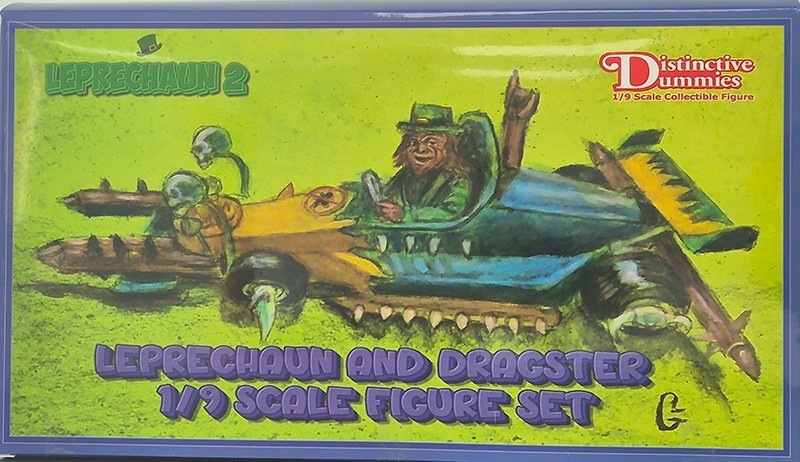 LEPRECHAUN 2
Distinctive
Dummies
1/9 Scale Collectible Figure
LEPRECHAUN AND DRAGSTER
1/9 SCALE FIGURE SET
G